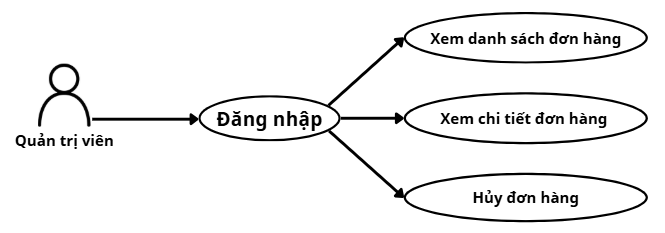 Xem danh sách đơn hàng
Đăng nhập
Xem chi tiết đơn hàng
Quản trị viên
Hủy đơn hàng